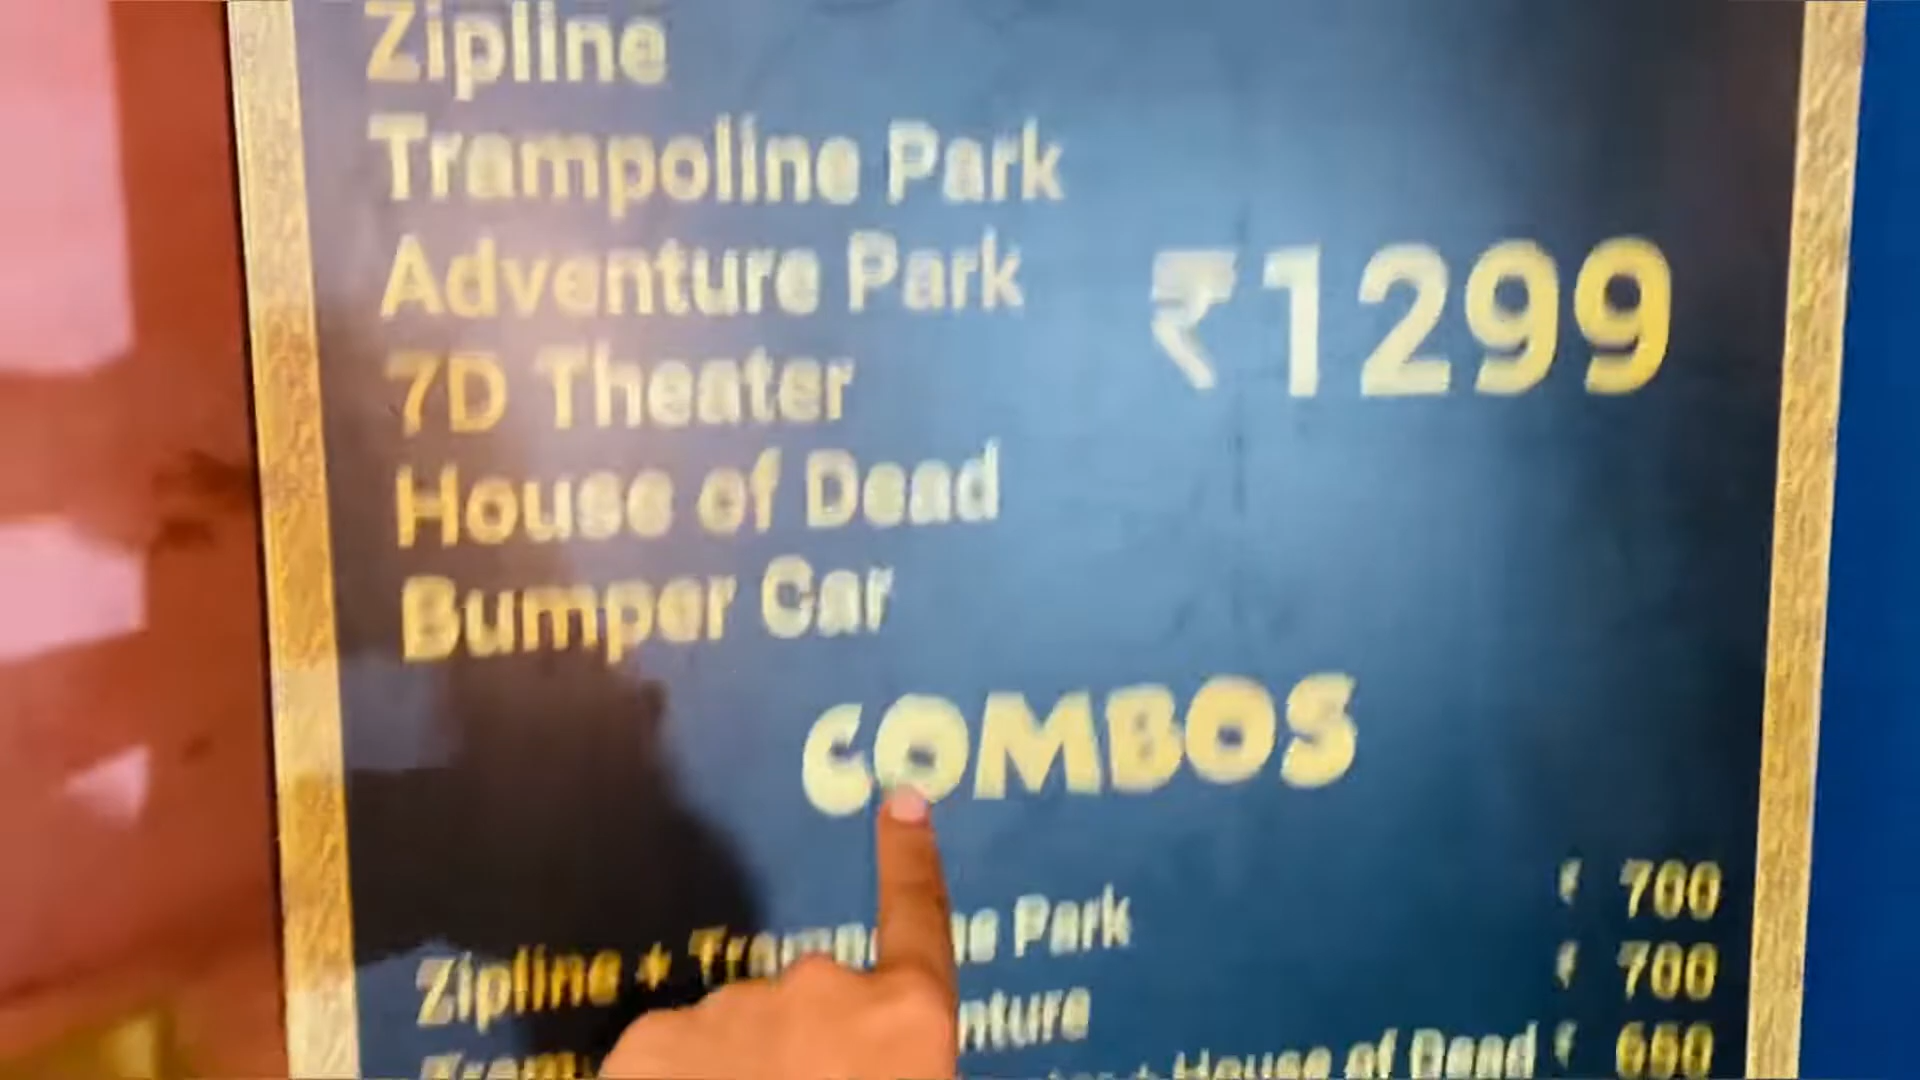 Zipline
Trampoline Park
Adventure Park
₹1299
7D Theater
House of Dead
Bumper Car
COMBOS
Zipline + Park ₹ 700
₹ 700
House of Dead ₹ 650